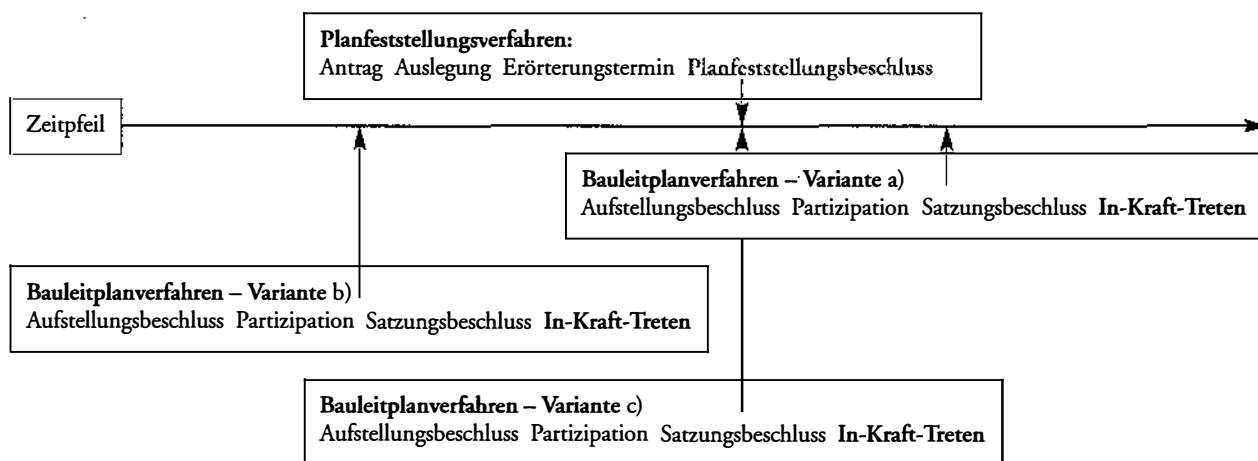 Planfeststellungsverfahren:
Antrag Auslegung Erörterungstermin Planfeststellungsbeschluss
Zeitpfeil
Bauleitplanverfahren – Variante a)
Aufstellungsbeschluss Partizipation Satzungsbeschluss In-Kraft-Treten
Bauleitplanverfahren – Variante b)
Aufstellungsbeschluss Partizipation Satzungsbeschluss In-Kraft-Treten
Bauleitplanverfahren – Variante c)
Aufstellungsbeschluss Partizipation Satzungsbeschluss In-Kraft-Treten